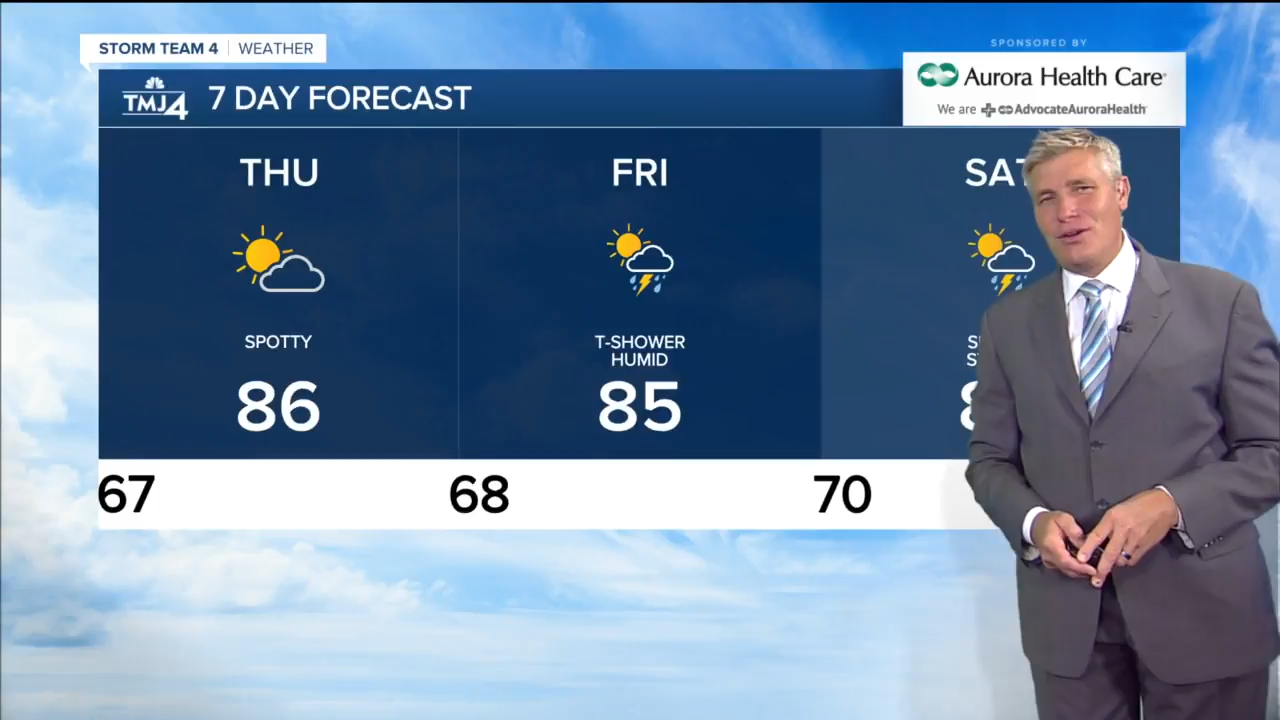 STORM TEAM 4 | WEATHER
SPONSORED BY
Aurora Health Care
We are AdvocateAuroraHealth
TMJ4 7 DAY FORECAST
THU FRI SAT
SPOTTY T-SHOWER
HUMID
86 85
67 68 70